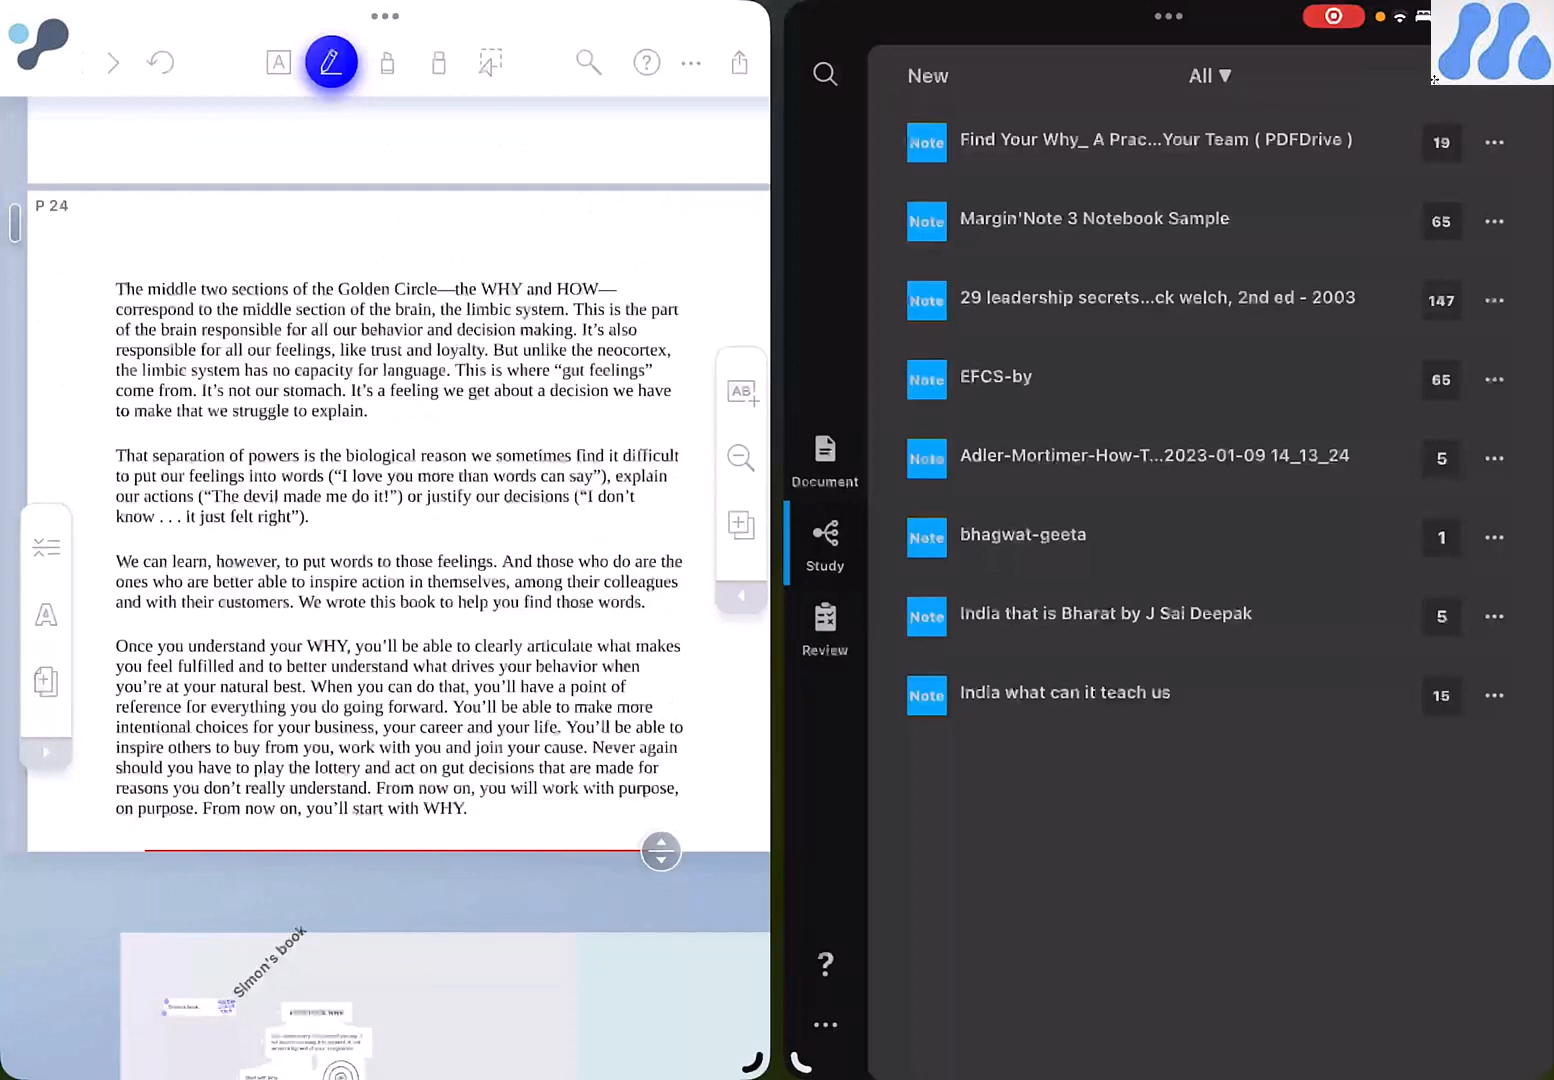 P 24
The middle two sections of the Golden Circle—the WHY and HOW—
correspond to the middle section of the brain, the limbic system. This is the part
of the brain responsible for all our behavior and decision making. It’s also
responsible for all our feelings, like trust and loyalty. But unlike the neocortex,
the limbic system has no capacity for language. This is where “gut feelings”
come from. It’s not our stomach. It’s a feeling we get about a decision we have
to make that we struggle to explain.
That separation of powers is the biological reason we sometimes find it difficult
to put our feelings into words (“I love you more than words can say”), explain
our actions (“The devil made me do it!”) or justify our decisions (“I don’t
know . . . it just felt right”).
We can learn, however, to put words to those feelings. And those who do are the
ones who are better able to inspire action in themselves, among their colleagues
and with their customers. We wrote this book to help you find those words.
Once you understand your WHY, you’ll be able to clearly articulate what makes
you feel fulfilled and to better understand what drives your behavior when
you’re at your natural best. When you can do that, you’ll have a point of
reference for everything you do going forward. You’ll be able to make more
intentional choices for your business, your career and your life. You’ll be able to
inspire others to buy from you, work with you and join your cause. Never again
should you have to play the lottery and act on gut decisions that are made for
reasons you don’t really understand. From now on, you will work with purpose,
on purpose. From now on, you’ll start with WHY.
Simon's book
A
AB
A
New
All ▼
Note Find Your Why_ A Prac...Your Team ( PDFDrive ) 19
Note Margin'Note 3 Notebook Sample 65
Note 29 leadership secrets...ck welch, 2nd ed - 2003 147
Note EFCS-by 65
Note Adler-Mortimer-How-T...2023-01-09 14_13_24 5
Note bhagwat-geeta 1
Note India that is Bharat by J Sai Deepak 5
Note India what can it teach us 15
Document
Study
Review
?